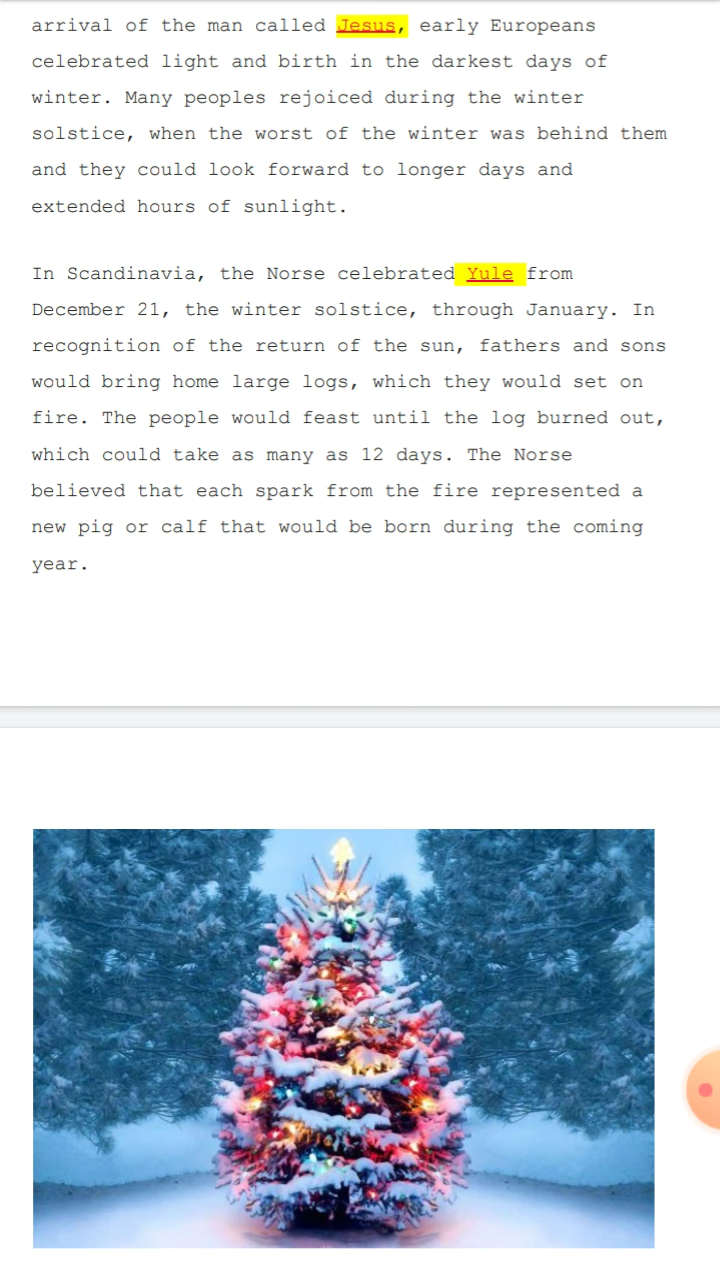 arrival of the man called Jesus, early Europeans
celebrated light and birth in the darkest days of
winter. Many peoples rejoiced during the winter
solstice, when the worst of the winter was behind them
and they could look forward to longer days and
extended hours of sunlight.
In Scandinavia, the Norse celebrated Yule from
December 21, the winter solstice, through January. In
recognition of the return of the sun, fathers and sons
would bring home large logs, which they would set on
fire. The people would feast until the log burned out,
which could take as many as 12 days. The Norse
believed that each spark from the fire represented a
new pig or calf that would be born during the coming
year.